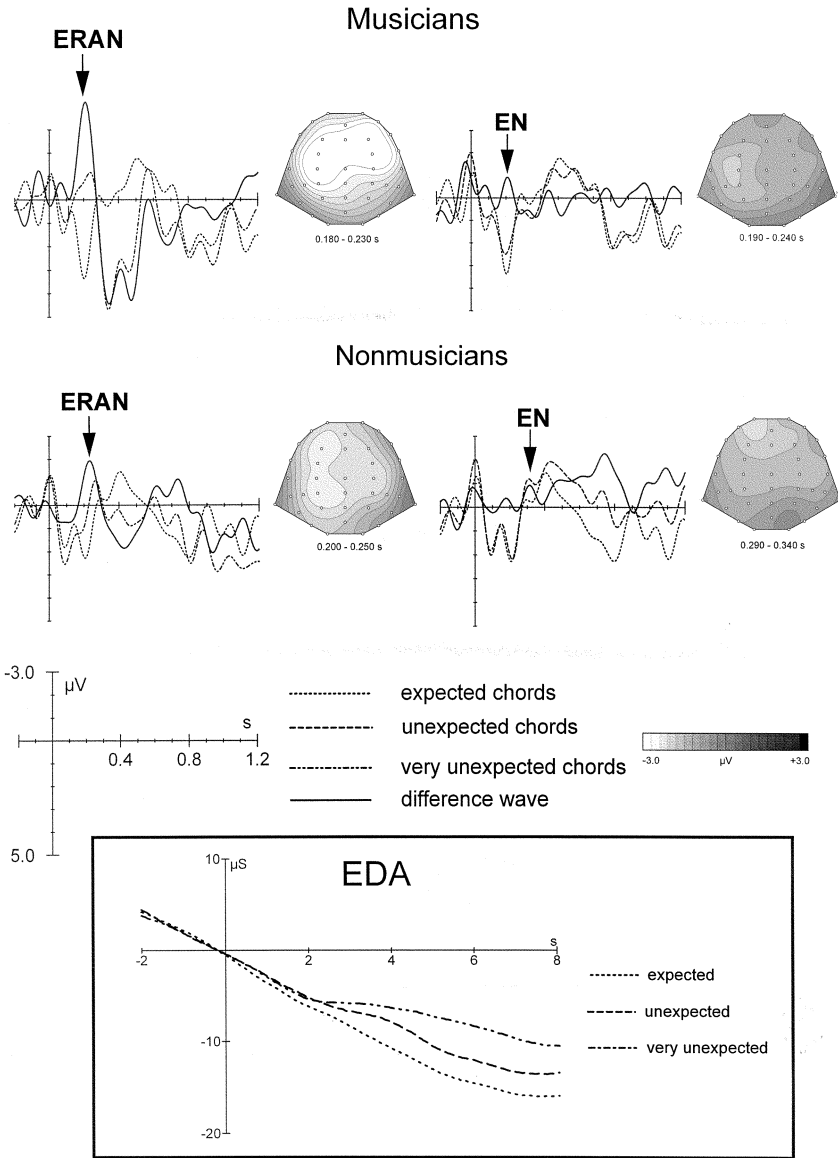 Musicians
ERAN
EN
0.180 - 0.230 s
0.190 - 0.240 s
Nonmusicians
ERAN
EN
0.200 - 0.250 s
0.290 - 0.340 s
-3.0
µV
s
0.4 0.8 1.2
5.0
expected chords
unexpected chords
very unexpected chords
difference wave
-3.0 µV +3.0
EDA
10
µS
s
-2 2 4 6 8
-10
-20
expected
unexpected
very unexpected